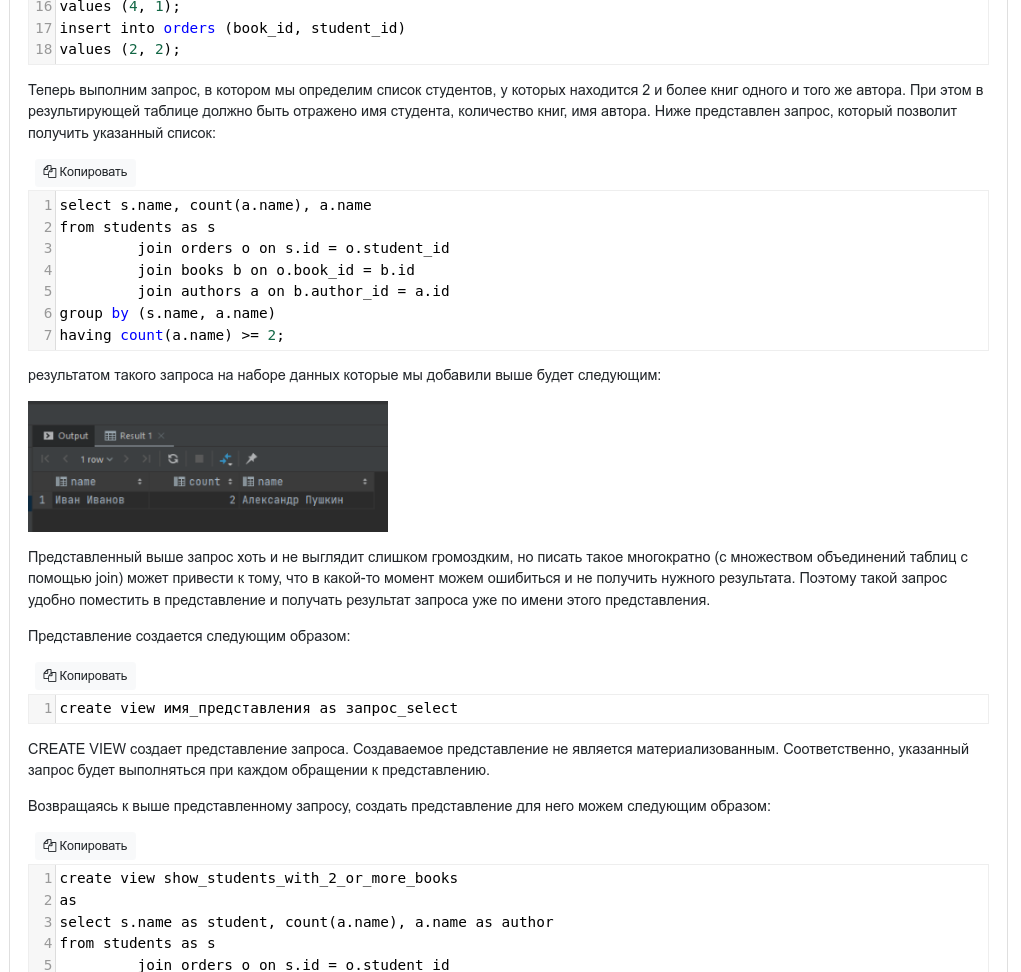 16 values (4, 1);
17 insert into orders (book_id, student_id)
18 values (2, 2);
Теперь выполним запрос, в котором мы определим список студентов, у которых находится 2 и более книг одного и того же автора. При этом в
результирующей таблице должно быть отражено имя студента, количество книг, имя автора. Ниже представлен запрос, который позволит
получить указанный список:
Копировать
1 select s.name, count(a.name), a.name
2 from students as s
3 join orders o on s.id = o.student_id
4 join books b on o.book_id = b.id
5 join authors a on b.author_id = a.id
6 group by (s.name, a.name)
7 having count(a.name) >= 2;
результатом такого запроса на наборе данных которые мы добавили выше будет следующим:
Output Result 1
1 row
name count name
1 Иван Иванов 2 Александр Пушкин
Представленный выше запрос хоть и не выглядит слишком громоздким, но писать такое многократно (с множеством объединений таблиц с
помощью join) может привести к тому, что в какой-то момент можем ошибиться и не получить нужного результата. Поэтому такой запрос
удобно поместить в представление и получать результат запроса уже по имени этого представления.
Представление создается следующим образом:
Копировать
1 create view имя_представления as запрос_select
CREATE VIEW создает представление запроса. Создаваемое представление не является материализованным. Соответственно, указанный
запрос будет выполняться при каждом обращении к представлению.
Возвращаясь к выше представленному запросу, создать представление для него можем следующим образом:
Копировать
1 create view show_students_with_2_or_more_books
2 as
3 select s.name as student, count(a.name), a.name as author
4 from students as s
5 join orders o on s.id = o.student_id